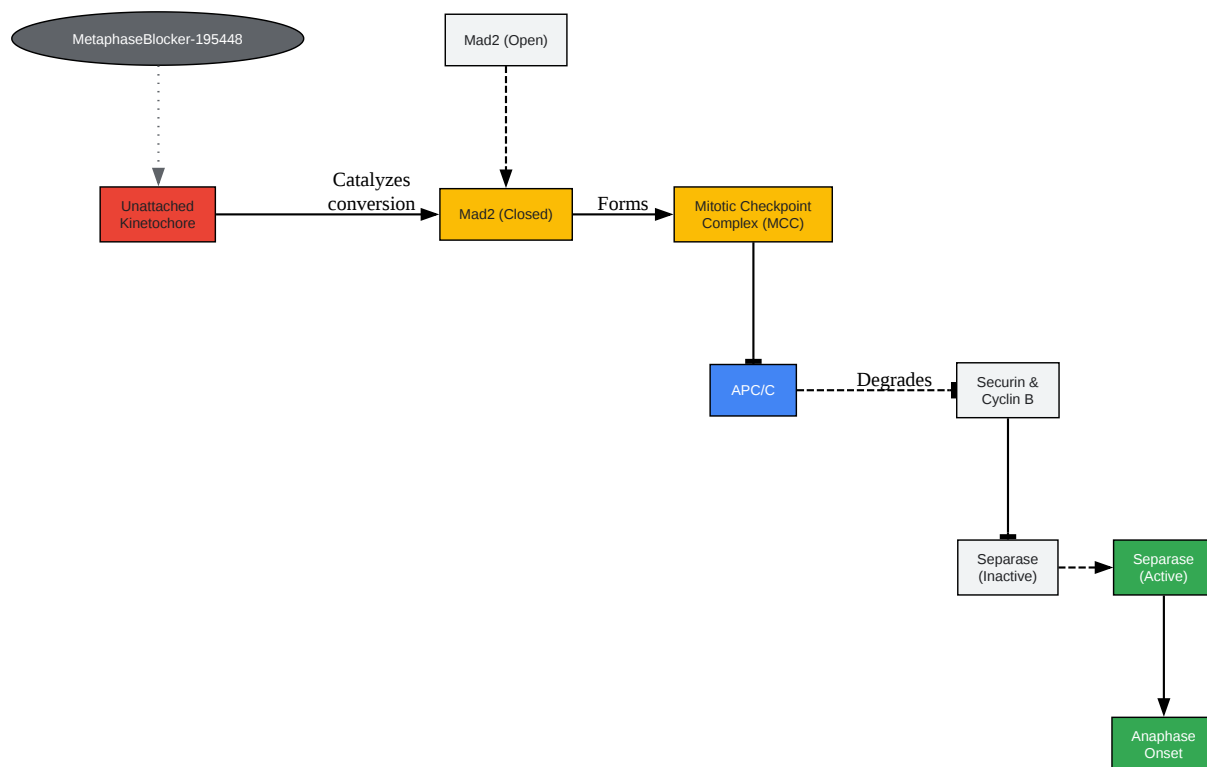 MetaphaseBlocker-195448
Mad2 (Open)
Unattached
Kinetochore
Catalyzes
conversion
Mad2 (Closed)
Forms
Mitotic Checkpoint
Complex (MCC)
APC/C
Degrades
Securin &
Cyclin B
Separase
(Inactive)
Separase
(Active)
Anaphase
Onset